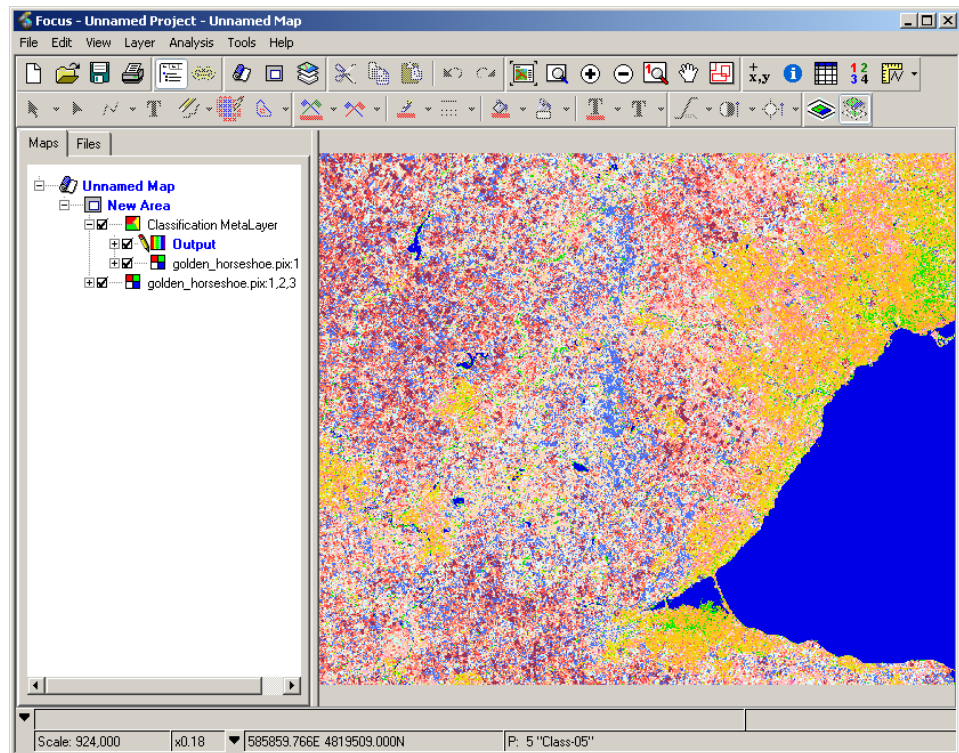 Focus - Unnamed Project - Unnamed Map
File Edit View Layer Analysis Tools Help
+x,y 1 2 3 4
T T T
Maps Files
Unnamed Map
New Area
Classification MetaLayer
Output
golden_horseshoe.pix:1
golden_horseshoe.pix:1,2,3
Scale: 924,000 x0.18 585859.766E 4819509.000N P: 5 "Class-05"